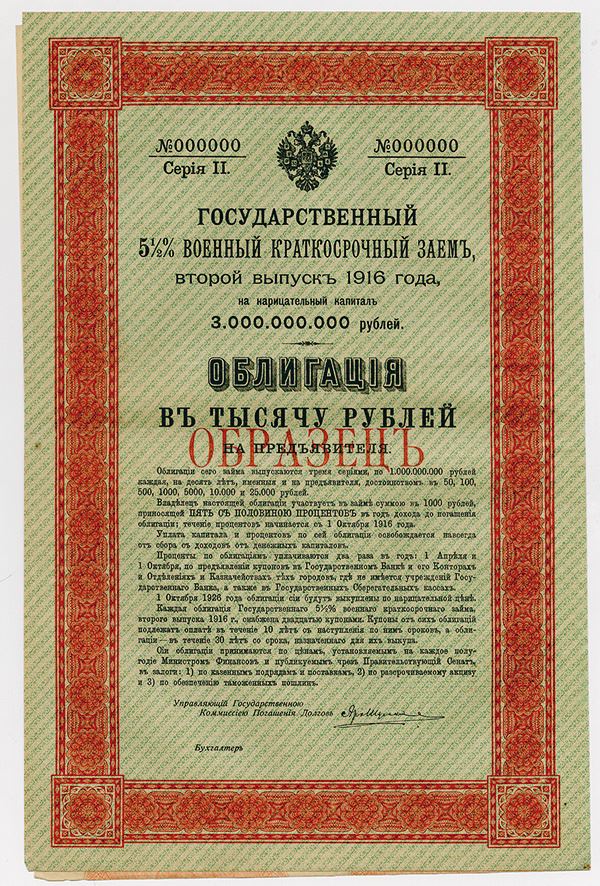 №000000 №000000
Серія II. Серія II.
ГОСУДАРСТВЕННЫЙ
5½% ВОЕННЫЙ КРАТКОСРОЧНЫЙ ЗАЕМЪ,
второй выпускъ 1916 года,
на нарицательный капиталъ
3.000.000.000 рублей.
ОБЛИГАЦІЯ
ВЪ ТЫСЯЧУ РУБЛЕЙ
ОБРАЗЕЦЪ
НА ПРЕДЪЯВИТЕЛЯ.
Облигаціи сего займа выпускаются тремя серіями, по 1.000.000.000 рублей
каждая, на десять лѣтъ, именныя и на предъявителя, достоинствомъ въ 50, 100,
500, 1000, 5000, 10.000 и 25.000 рублей.
Владѣлецъ настоящей облигаціи участвуетъ въ займѣ суммою въ 1000 рублей,
приносящей ПЯТЬ СЪ ПОЛОВИНОЮ ПРОЦЕНТОВЪ въ годъ дохода до погашенія
облигаціи; теченіе процентовъ начинается съ 1 Октября 1916 года.
Уплата капитала и процентовъ по сей облигаціи освобождается навсегда
отъ сбора съ доходовъ отъ денежныхъ капиталовъ.
Проценты по облигаціямъ уплачиваются два раза въ годъ: 1 Апрѣля и
1 Октября, по предъявленіи купоновъ въ Государственномъ Банкѣ и его Конторахъ
и Отдѣленіяхъ и Казначействахъ тѣхъ городовъ, гдѣ не имѣется учрежденій Госу-
дарственнаго Банка, а также въ Государственныхъ Сберегательныхъ кассахъ.
1 Октября 1926 года облигаціи сіи будутъ выкуплены по нарицательной цѣнѣ.
Каждая облигація Государственнаго 5½% военнаго краткосрочнаго займа,
второго выпуска 1916 г., снабжена двадцатью купонами. Купоны отъ сихъ облигацій
подлежатъ оплатѣ въ теченіе 10 лѣтъ съ наступленія по нимъ сроковъ, а обли-
гаціи — въ теченіе 30 лѣтъ со срока, назначеннаго для ихъ выкупа.
Сіи облигаціи принимаются по цѣнамъ, установляемымъ на каждое полу-
годіе Министромъ Финансовъ и публикуемымъ чрезъ Правительствующій Сенатъ,
въ залоги: 1) по казеннымъ подрядамъ и поставкамъ, 2) по разсрочиваемому акцизу
и 3) по обезпеченію таможенныхъ пошлинъ.
Управляющій Государственною
Коммиссіею Погашенія Долговъ
Бухгалтеръ